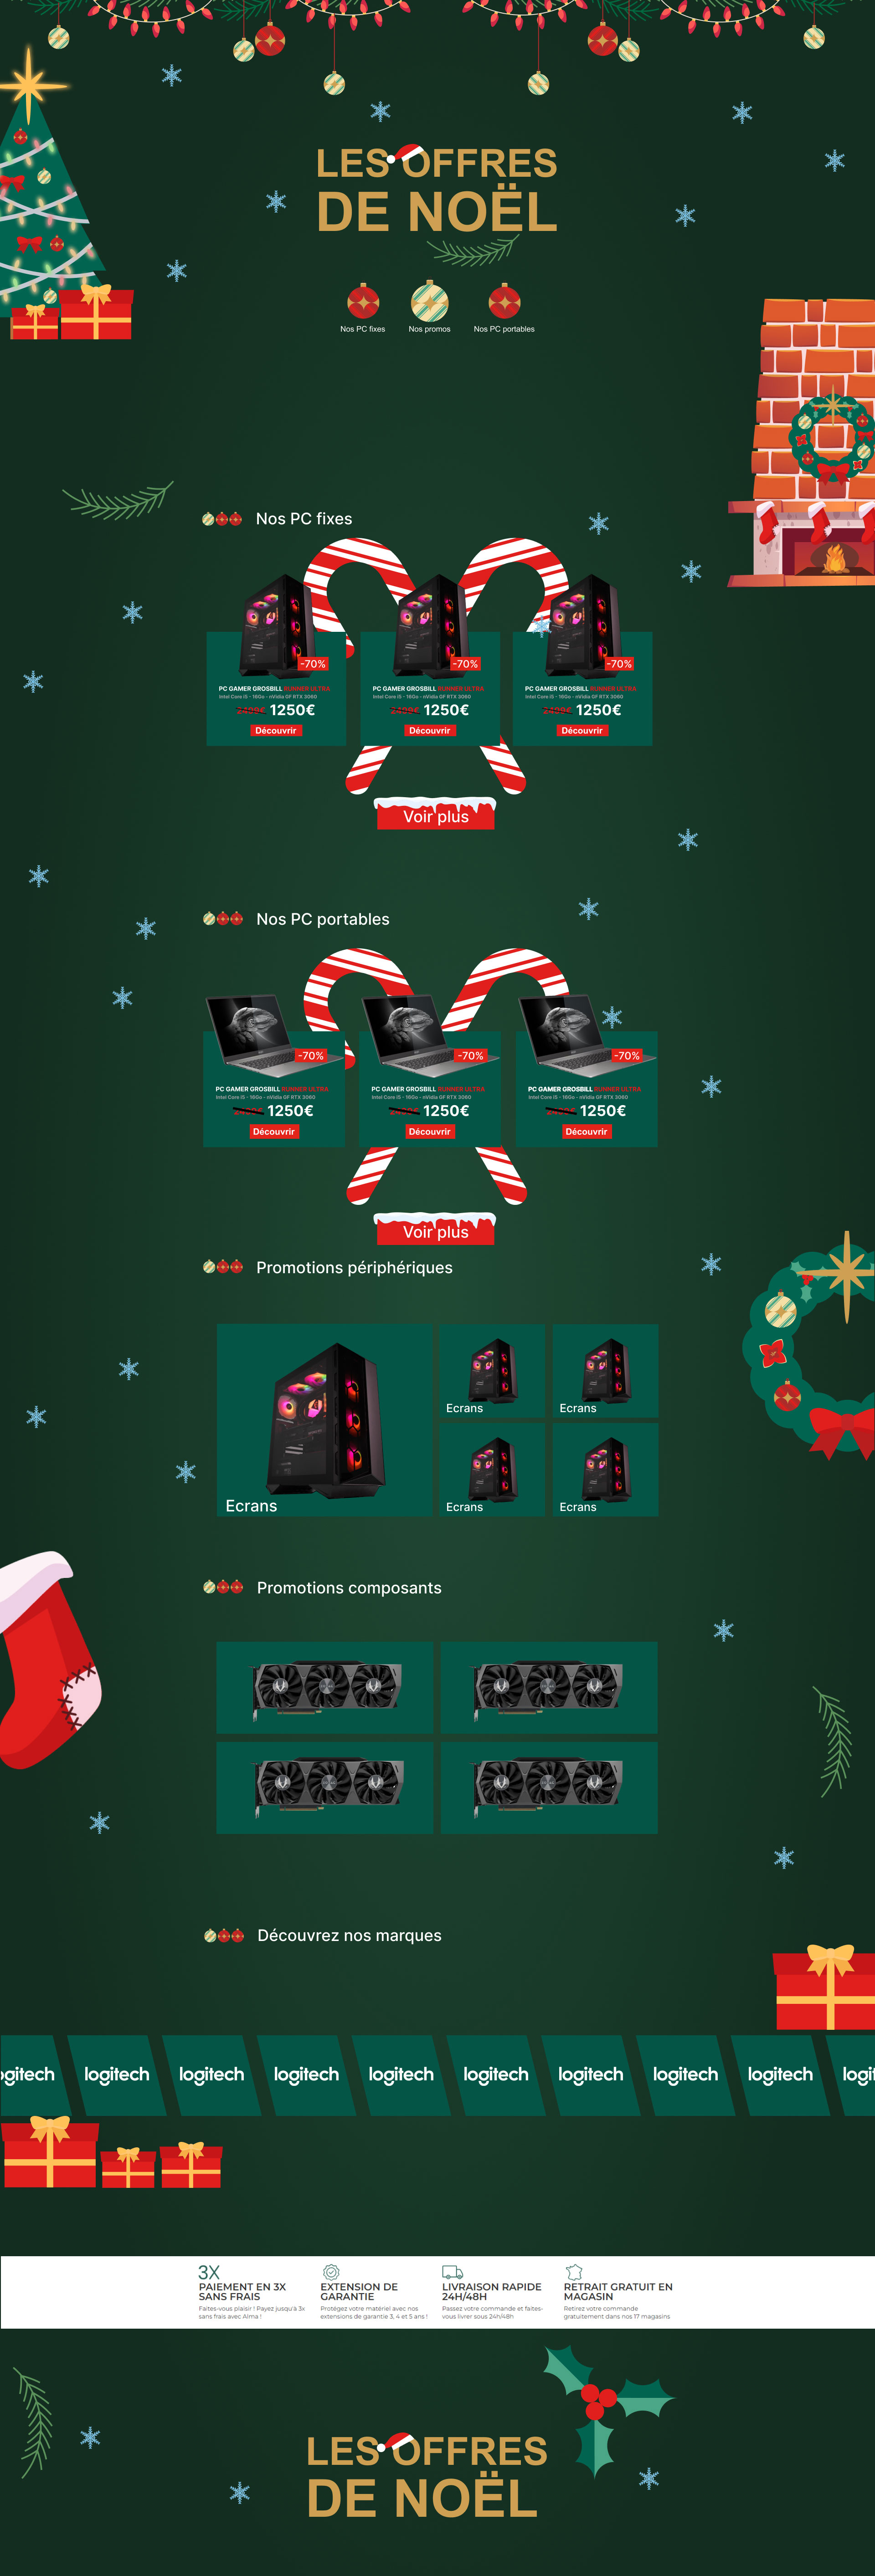 LES OFFRES
DE NOËL
Nos PC fixes
Nos promos
Nos PC portables
Nos PC fixes
-70%
-70%
-70%
PC GAMER GROSBILL RUNNER ULTRA
Intel Core i5 - 16Go - nVidia GF RTX 3060
1250€
Découvrir
PC GAMER GROSBILL RUNNER ULTRA
Intel Core i5 - 16Go - nVidia GF RTX 3060
1250€
Découvrir
PC GAMER GROSBILL RUNNER ULTRA
Intel Core i5 - 16Go - nVidia GF RTX 3060
1250€
Découvrir
Voir plus
Nos PC portables
-70%
-70%
-70%
PC GAMER GROSBILL RUNNER ULTRA
Intel Core i5 - 16Go - nVidia GF RTX 3060
1250€
Découvrir
PC GAMER GROSBILL RUNNER ULTRA
Intel Core i5 - 16Go - nVidia GF RTX 3060
1250€
Découvrir
PC GAMER GROSBILL RUNNER ULTRA
Intel Core i5 - 16Go - nVidia GF RTX 3060
1250€
Découvrir
Voir plus
Promotions périphériques
Ecrans
Ecrans
Ecrans
Ecrans
Ecrans
Promotions composants
Découvrez nos marques
ogitech logitech logitech logitech logitech logitech logitech logitech logitech logit
3X
PAIEMENT EN 3X
SANS FRAIS
Faites-vous plaisir ! Payez jusqu'à 3x
sans frais avec Alma !
EXTENSION DE
GARANTIE
Protégez votre matériel avec nos
extensions de garantie 3, 4 et 5 ans !
LIVRAISON RAPIDE
24H/48H
Passez votre commande et faites-
vous livrer sous 24h/48h
RETRAIT GRATUIT EN
MAGASIN
Retirez votre commande
gratuitement dans nos 17 magasins
LES OFFRES
DE NOËL